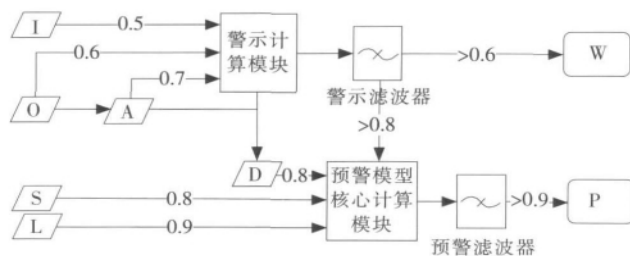 I
0.5
0.6
0.7
O
A
警示计
算模块
警示滤波器
>0.6
W
>0.8
D
0.8
预警模型
核心计算
模块
S
0.8
L
0.9
预警滤波器
>0.9
P